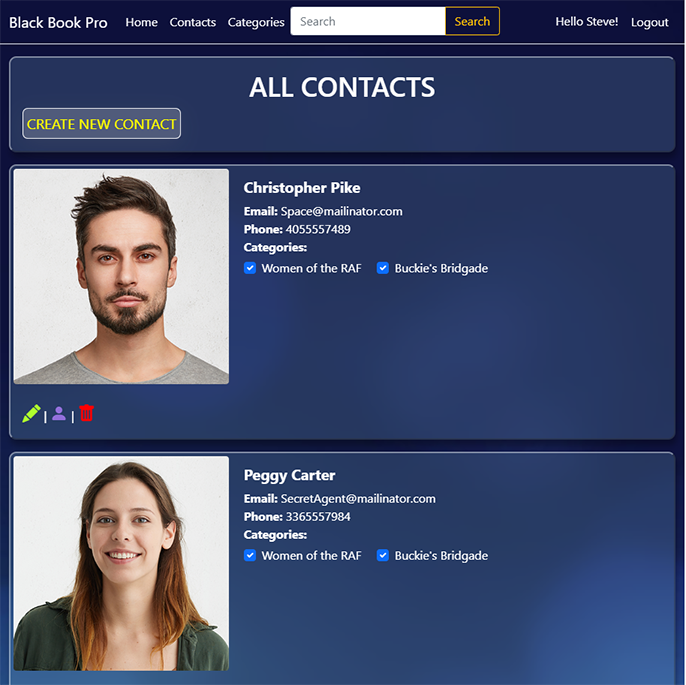 Black Book Pro Home Contacts Categories Search Search Hello Steve! Logout
ALL CONTACTS
CREATE NEW CONTACT
Christopher Pike
Email: Space@mailinator.com
Phone: 4055557489
Categories:
Women of the RAF Buckie's Bridgade
| |
Peggy Carter
Email: SecretAgent@mailinator.com
Phone: 3365557984
Categories:
Women of the RAF Buckie's Bridgade